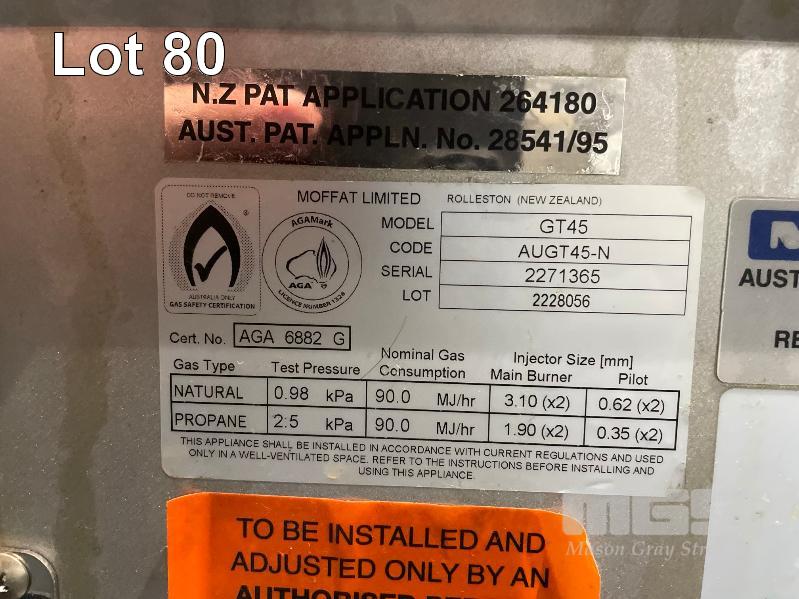 Lot 80
N.Z PAT APPLICATION 264180
AUST. PAT. APPLN. No. 28541/95
DO NOT REMOVE
MOFFAT LIMITED ROLLESTON (NEW ZEALAND)
AGAMark
AGA
LICENCE NUMBER 1326
AUSTRALIA ONLY
GAS SAFETY CERTIFICATION
MODEL GT45
CODE AUGT45-N
SERIAL 2271365
LOT 2228056
Cert. No. AGA 6882 G
Gas Type Test Pressure Nominal Gas Consumption Injector Size [mm] Main Burner Pilot
NATURAL 0.98 kPa 90.0 MJ/hr 3.10 (x2) 0.62 (x2)
PROPANE 2.5 kPa 90.0 MJ/hr 1.90 (x2) 0.35 (x2)
THIS APPLIANCE SHALL BE INSTALLED IN ACCORDANCE WITH CURRENT REGULATIONS AND USED
ONLY IN A WELL-VENTILATED SPACE. REFER TO THE INSTRUCTIONS BEFORE INSTALLING AND
USING THIS APPLIANCE.
AUST
RE
TO BE INSTALLED AND
ADJUSTED ONLY BY AN
MGS
Mason Gray Str